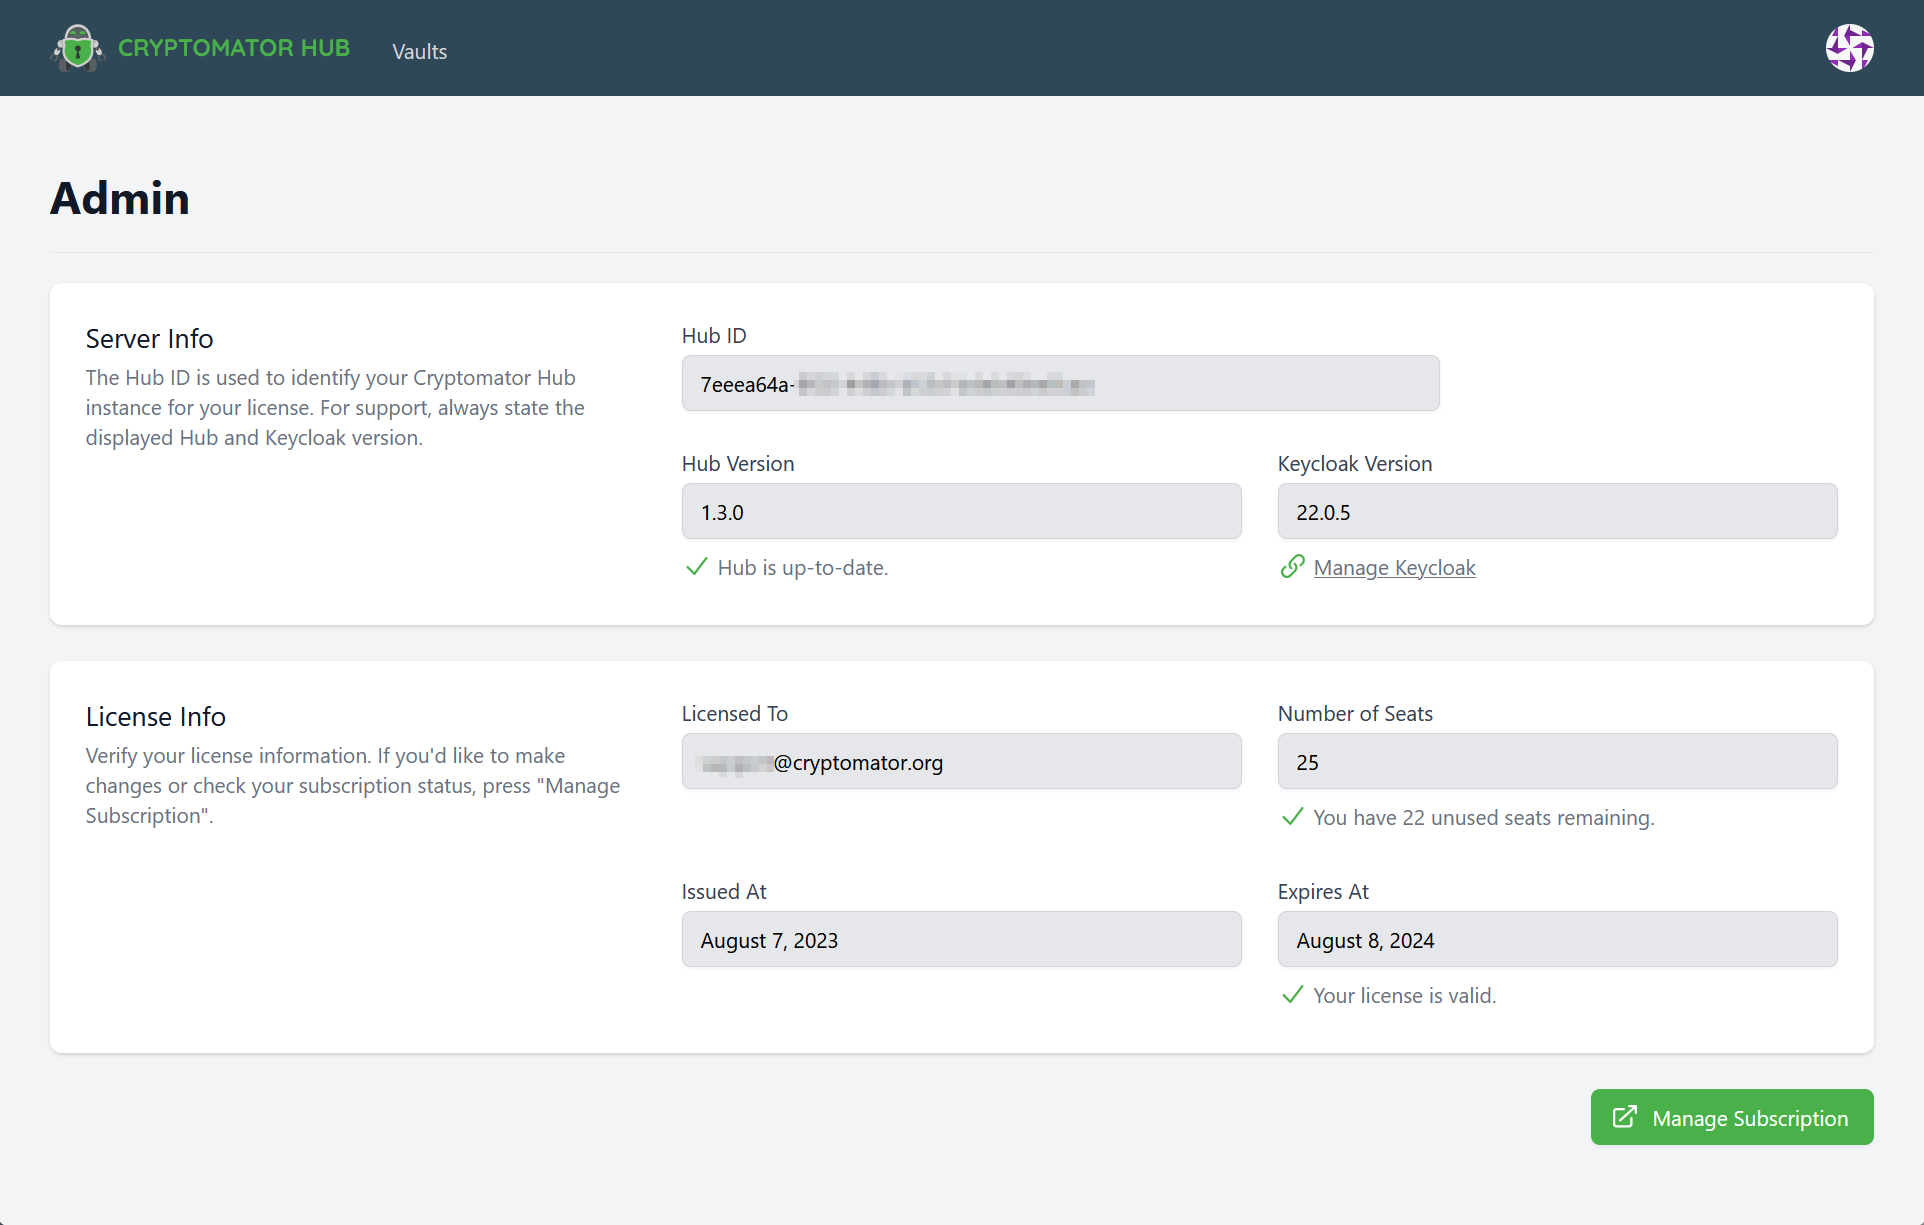 CRYPTOMATOR HUB
Vaults
Admin
Server Info
The Hub ID is used to identify your Cryptomator Hub
instance for your license. For support, always state the
displayed Hub and Keycloak version.
Hub ID
7eeea64a-
Hub Version
Keycloak Version
1.3.0
22.0.5
Hub is up-to-date.
Manage Keycloak
License Info
Verify your license information. If you'd like to make
changes or check your subscription status, press "Manage
Subscription".
Licensed To
Number of Seats
@cryptomator.org
25
You have 22 unused seats remaining.
Issued At
Expires At
August 7, 2023
August 8, 2024
Your license is valid.
Manage Subscription